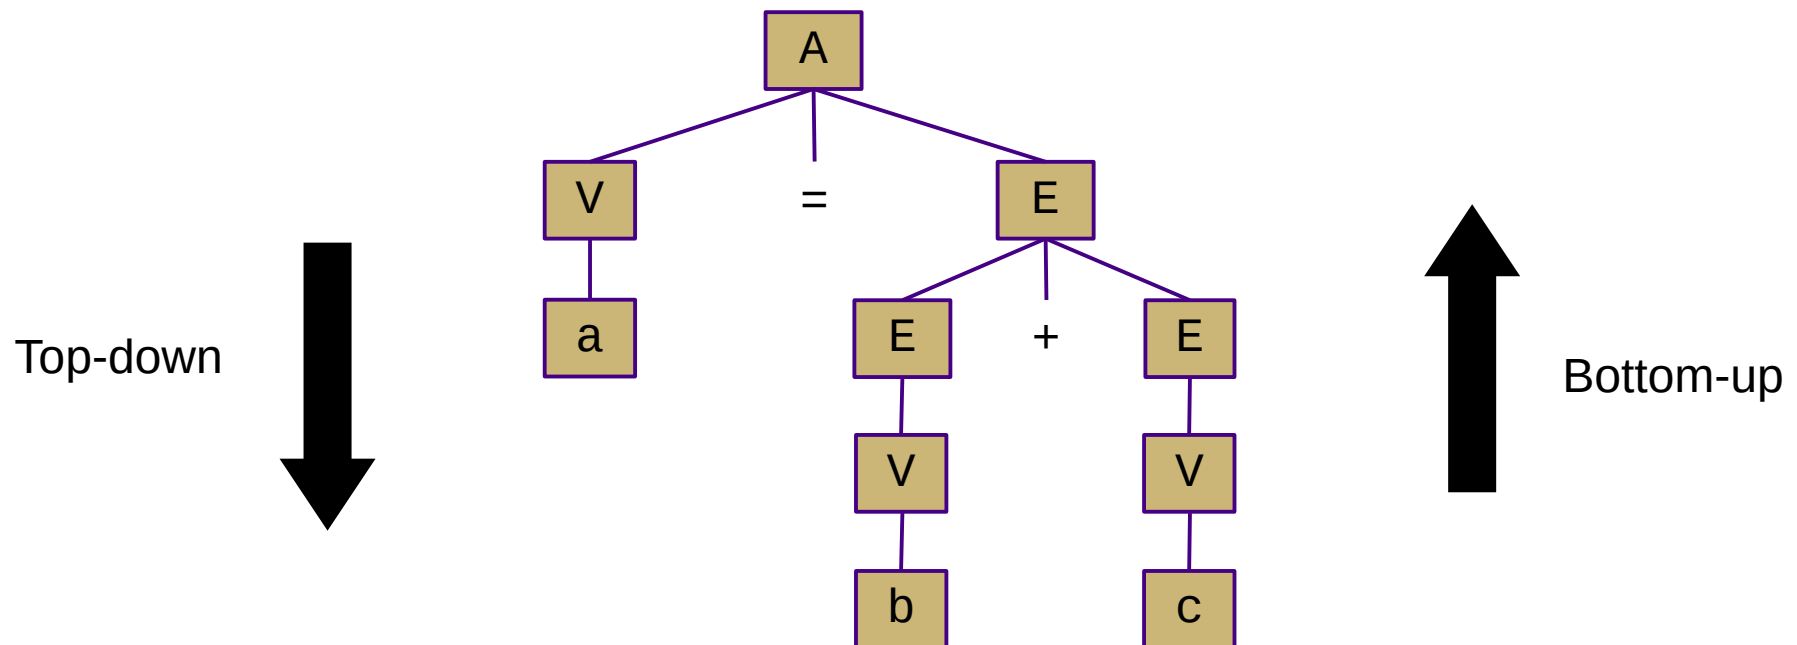 A
V = E
a E + E
Top-down
Bottom-up
V V
b c